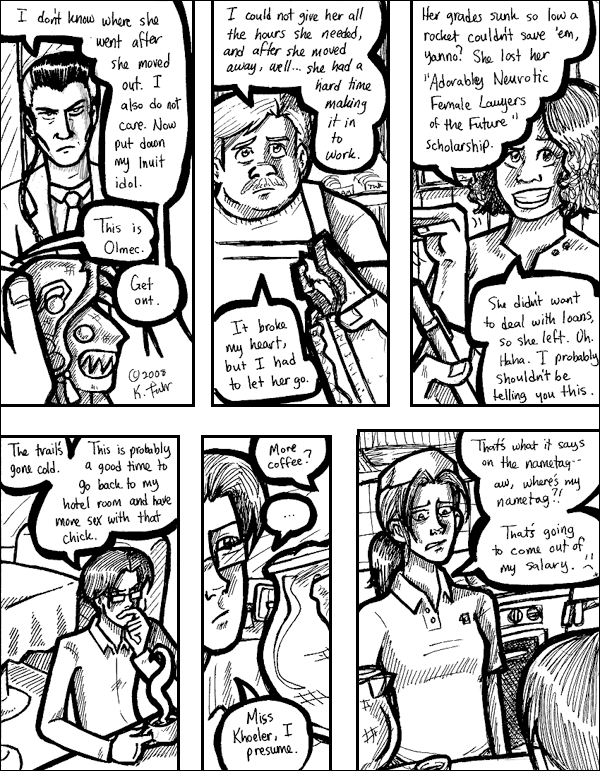 I don't know where she
went after
she moved
out. I
also do not
care. Now
put down
my Inuit
idol.
This is
Olmec.
Get
out.
©2008
K. Fuhr
I could not give her all
the hours she needed,
and after she moved
away, well... she had a
hard time
making
it in
to
work.
It broke
my heart,
but I had
to let her go.
Her grades sunk so low a
rocket couldn't save 'em,
yanno? She lost her
"Adorably Neurotic
Female Lawyers
of the Future"
scholarship.
She didn't want
to deal with loans,
so she left. Oh.
Haha. I probably
shouldn't be
telling you this.
The trail's
gone cold.
This is probably
a good time to
go back to my
hotel room and have
more sex with that
chick.
More
coffee?
...
Miss
Khoeler, I
presume.
That's what it says
on the nametag--
aw, where's my
nametag?!
That's going
to come out of
my salary. :(